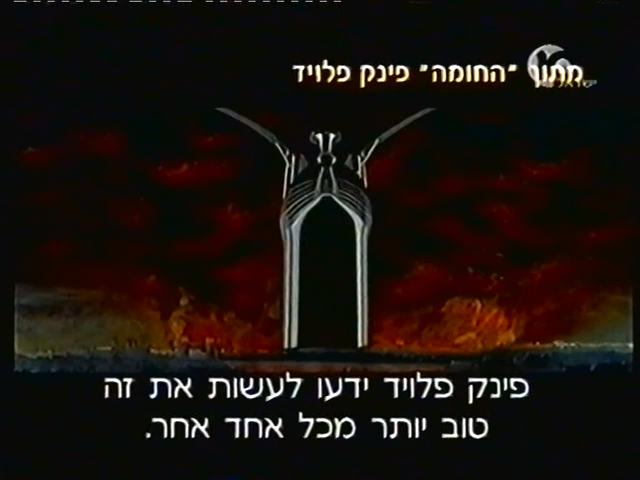 מתוך "החומה" פינק פלויד
פינק פלויד ידעו לעשות את זה
טוב יותר מכל אחד אחר.